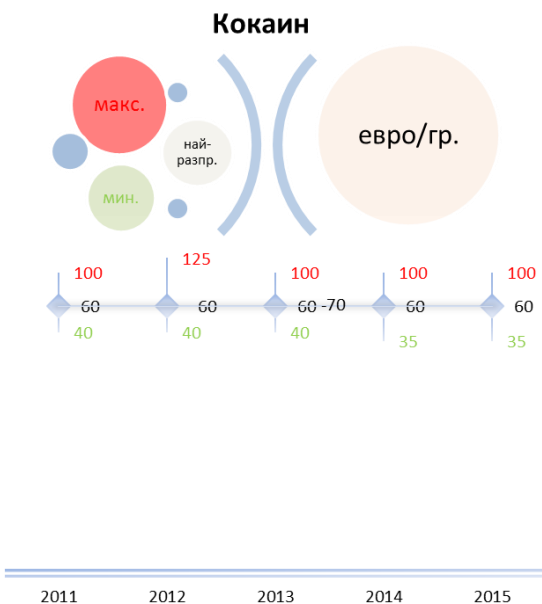 Кокаин
макс.
най-
разпр.
мин.
евро/гр.
100 125 100 100 100
60 60 60 -70 60 60
40 40 40 35 35
2011 2012 2013 2014 2015